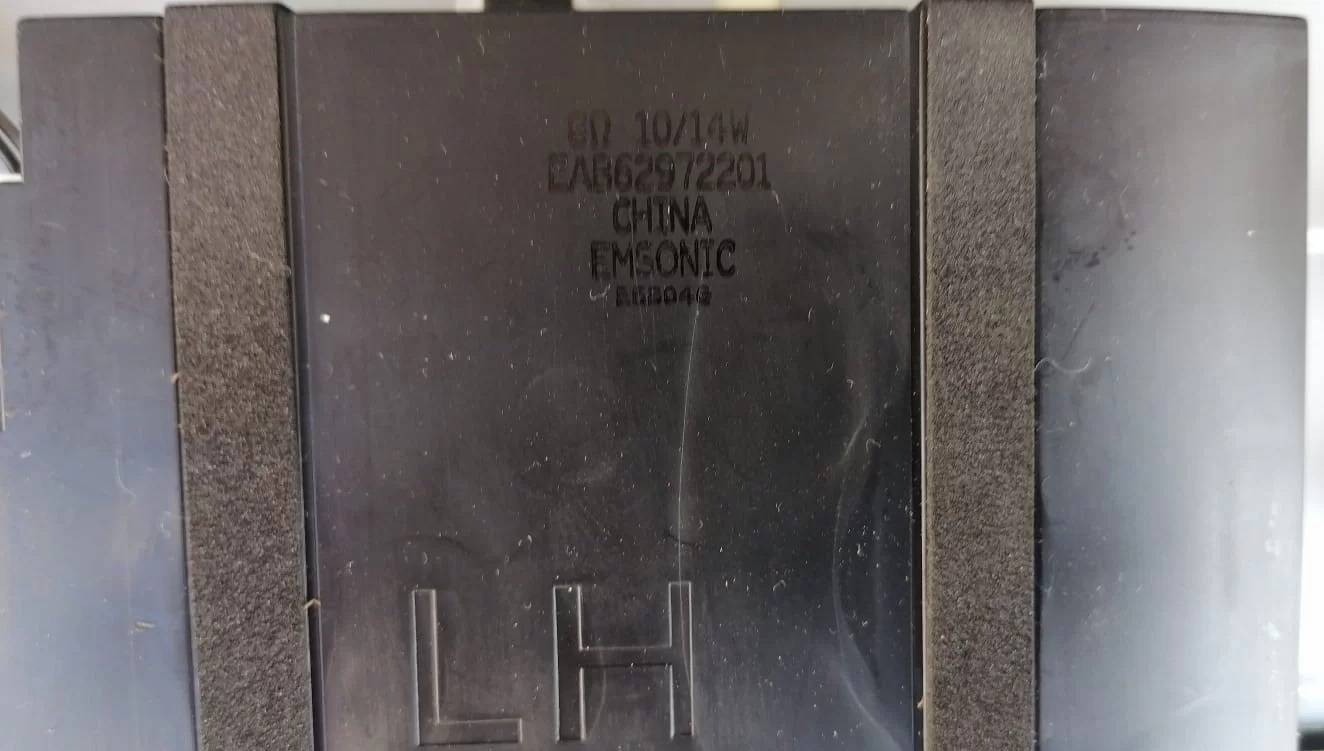 8Ω 10/14W
EAB62972201
CHINA
EMSONIC
LH